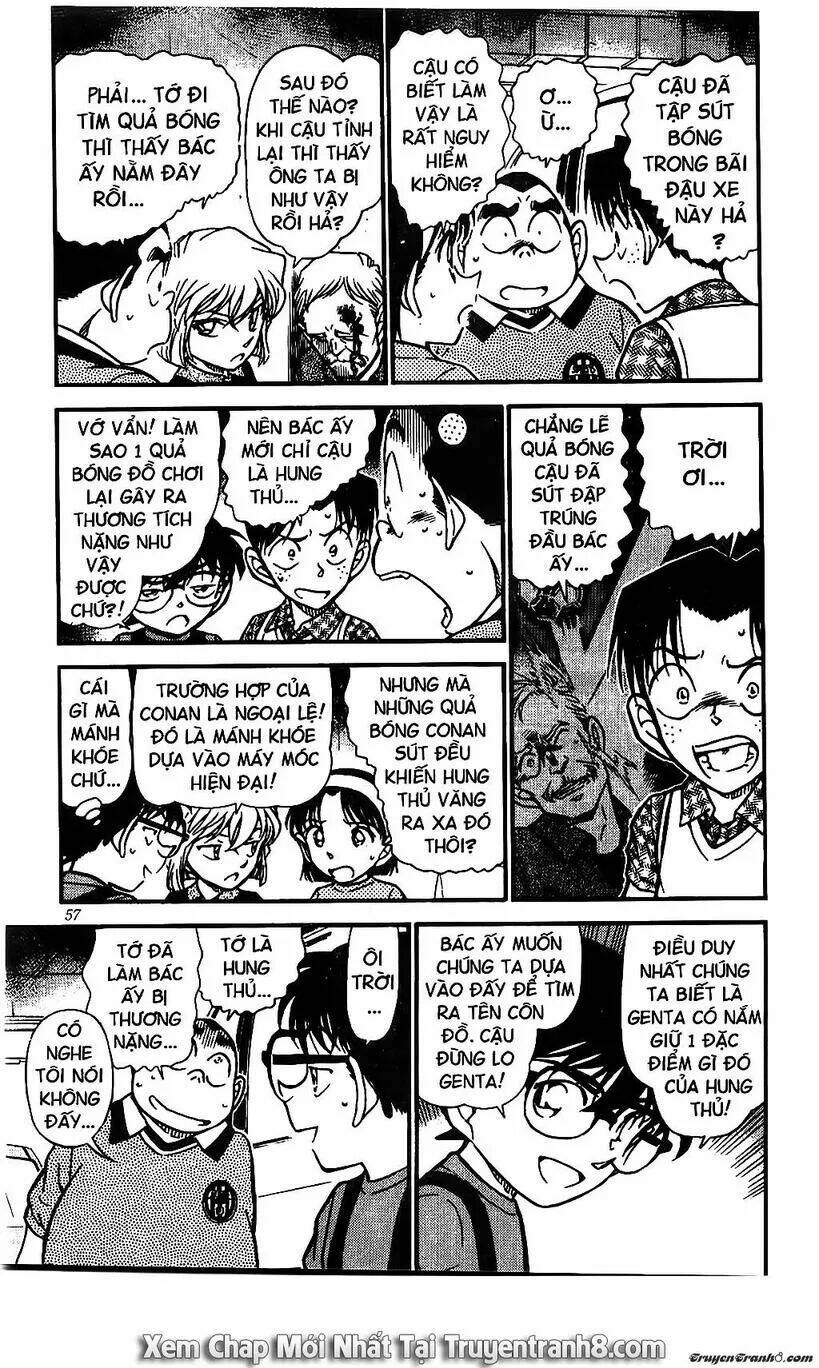 CẬU ĐÃ
TẬP SÚT
BÓNG
TRONG BÃI
ĐẬU XE
NÀY HẢ
?
Ơ...
Ừ...
CẬU CÓ
BIẾT LÀM
VẬY LÀ
RẤT NGUY
HIỂM
KHÔNG?
SAU ĐÓ
THẾ NÀO?
KHI CẬU TỈNH
LẠI THÌ THẤY
ÔNG TA BỊ
NHƯ VẬY
RỒI HẢ?
PHẢI... TỚ ĐI
TÌM QUẢ BÓNG
THÌ THẤY BÁC
ẤY NẰM ĐÂY
RỒI...
TRỜI
ƠI...
CHẲNG LẼ
QUẢ BÓNG
CẬU ĐÃ
SÚT ĐẬP
TRÚNG
ĐẦU BÁC
ẤY...
NÊN BÁC ẤY
MỚI CHỈ CẬU
LÀ HUNG
THỦ...
VỚ VẨN! LÀM
SAO 1 QUẢ
BÓNG ĐỒ CHƠI
LẠI GÂY RA
THƯƠNG TÍCH
NẶNG NHƯ
VẬY
ĐƯỢC
CHỨ?!
NHƯNG MÀ
NHỮNG QUẢ
BÓNG CONAN
SÚT ĐỀU
KHIẾN HUNG
THỦ VĂNG
RA XA ĐÓ
THÔI?
TRƯỜNG HỢP CỦA
CONAN LÀ NGOẠI LỆ!
ĐÓ LÀ MÁNH KHÓE
DỰA VÀO MÁY MÓC
HIỆN ĐẠI!
CÁI
GÌ MÀ
MÁNH
KHÓE
CHỨ...
57
ĐIỀU DUY
NHẤT CHÚNG
TA BIẾT LÀ
GENTA CÓ NẮM
GIỮ 1 ĐẶC
ĐIỂM GÌ ĐÓ
CỦA HUNG
THỦ!
BÁC ẤY MUỐN
CHÚNG TA DỰA
VÀO ĐẤY ĐỂ TÌM
RA TÊN CÔN
ĐỒ. CẬU
ĐỪNG LO
GENTA!
ÔI
TRỜI
...
TỚ LÀ
HUNG
THỦ...
TỚ ĐÃ
LÀM BÁC
ẤY BỊ
THƯƠNG
NẶNG...
CÓ
NGHE
TÔI NÓI
KHÔNG
ĐẤY...
Xem Chap Mới Nhất Tại Truyentranh8.com
TruyenTranh8.com